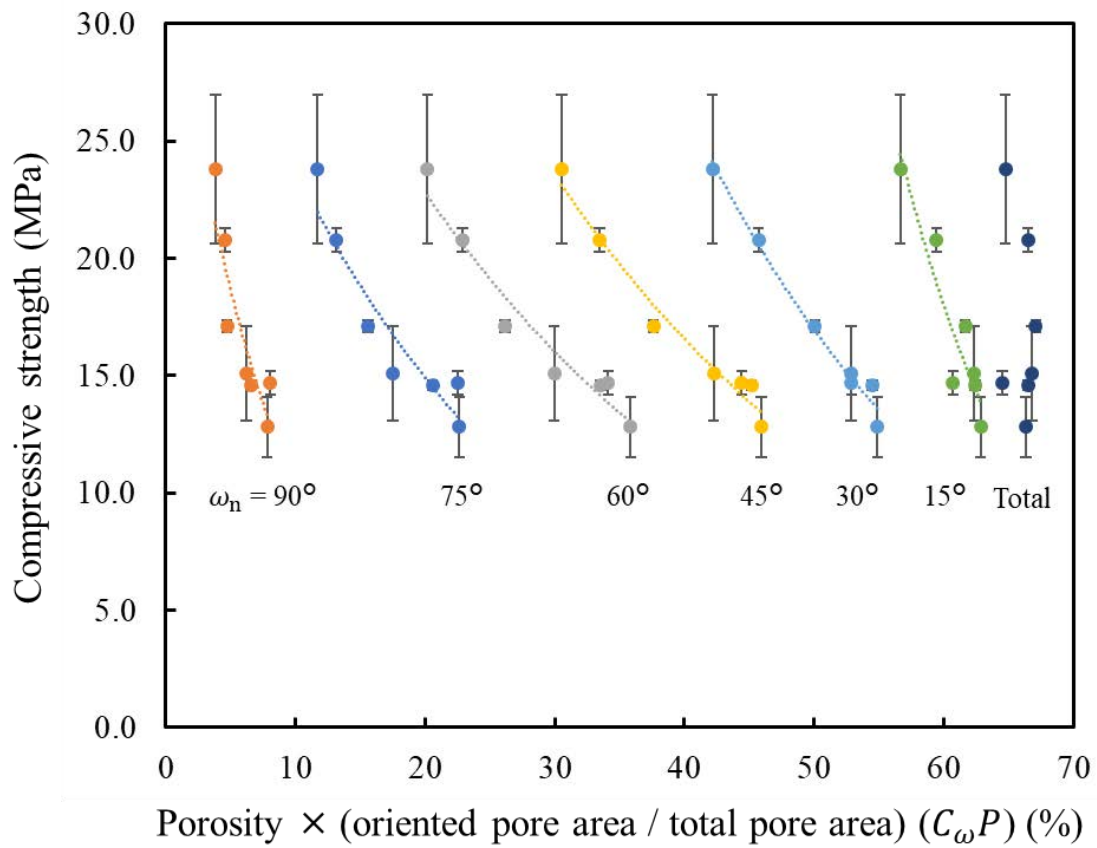 30.0
25.0
20.0
15.0
10.0
5.0
0.0
Compressive strength (MPa)
ωn = 90° 75° 60° 45° 30° 15° Total
0 10 20 30 40 50 60 70
Porosity × (oriented pore area / total pore area) (CωP) (%)